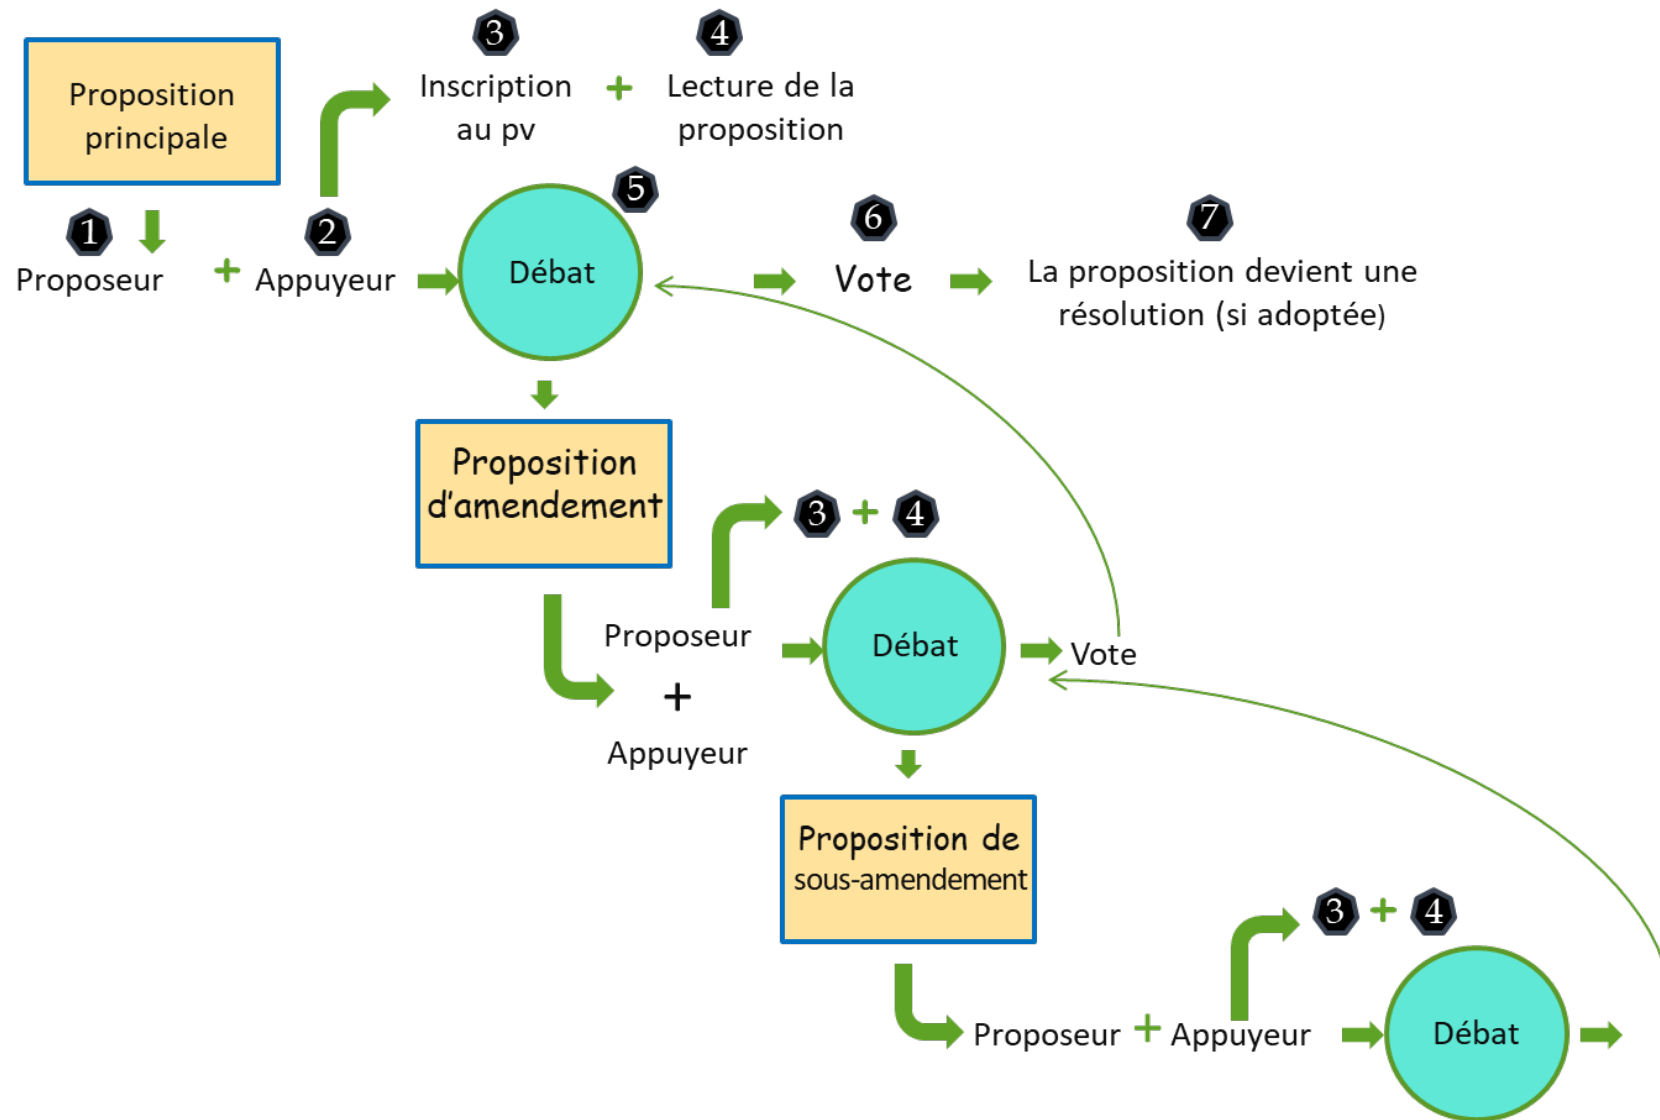 3
4
Proposition
principale
Inscription
au pv
+
Lecture de la
proposition
5
1
2
6
7
Proposeur
+
Appuyeur
Débat
Vote
La proposition devient une
résolution (si adoptée)
Proposition
d'amendement
3 + 4
Proposeur
+
Appuyeur
Débat
Vote
Proposition de
sous-amendement
3 + 4
Proposeur + Appuyeur
Débat